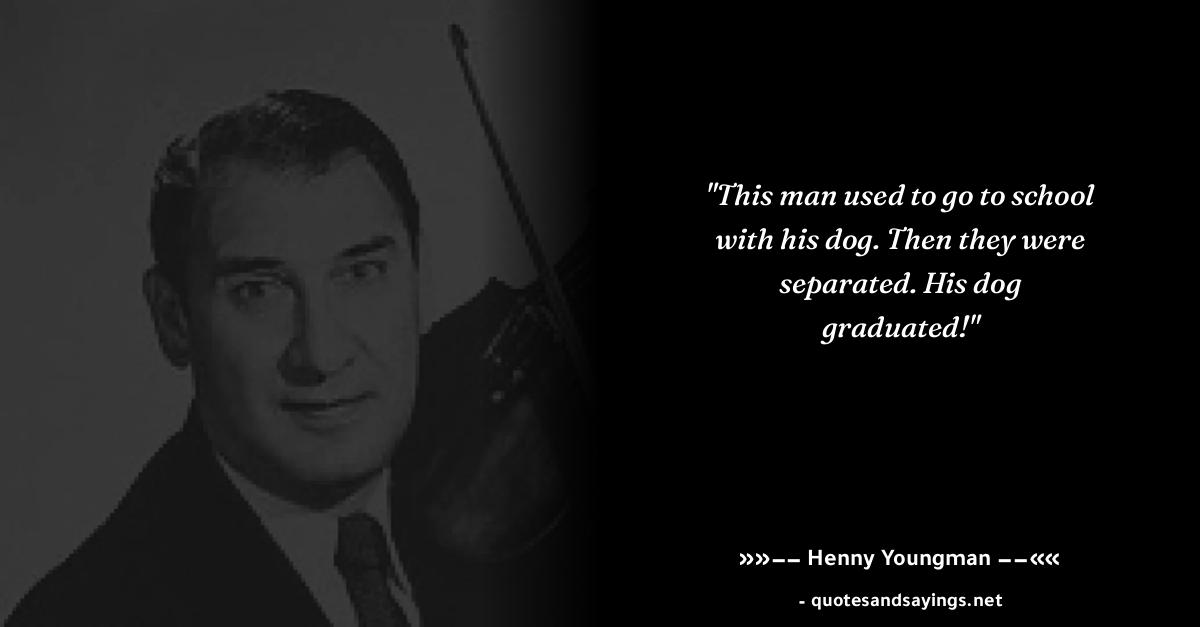 "This man used to go to school
with his dog. Then they were
separated. His dog
graduated!"
»»–– Henny Youngman ––««
- quotesandsayings.net